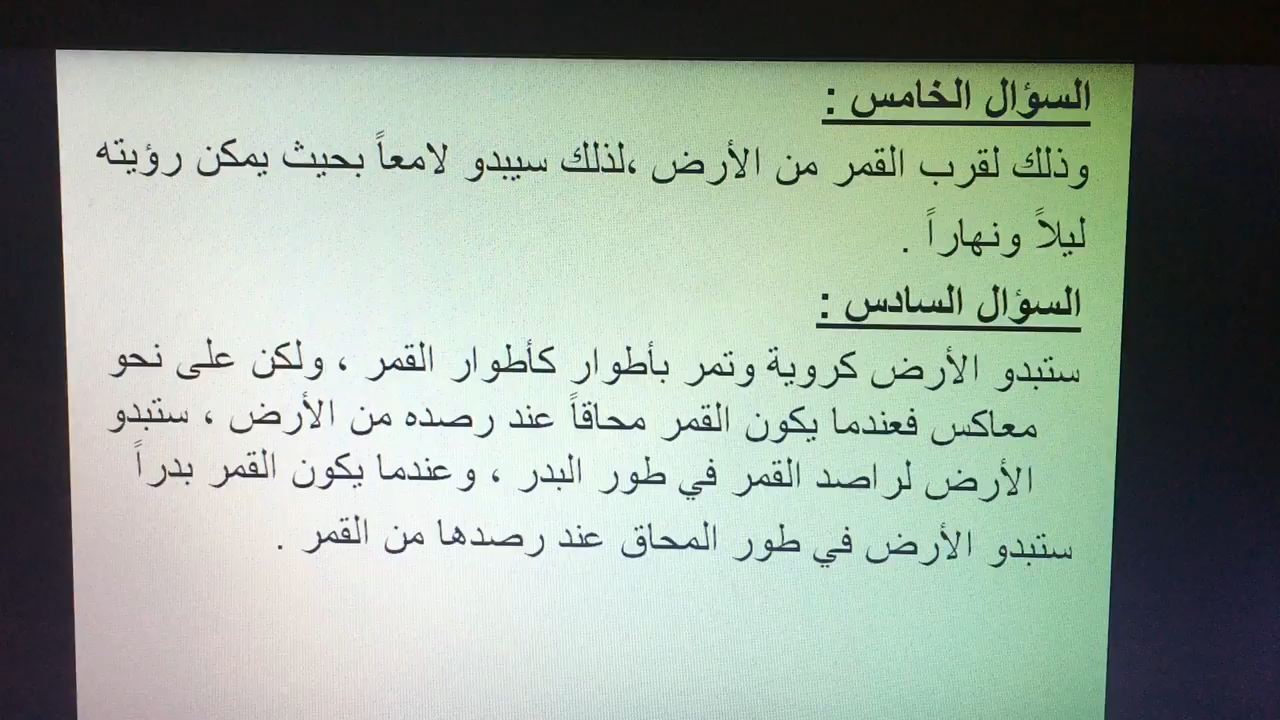 السؤال الخامس :
وذلك لقرب القمر من الأرض ،لذلك سيبدو لامعاً بحيث يمكن رؤيته
ليلاً ونهاراً .
السؤال السادس :
ستبدو الأرض كروية وتمر بأطوار كأطوار القمر ، ولكن على نحو
معاكس فعندما يكون القمر محاقاً عند رصده من الأرض ، ستبدو
الأرض لراصد القمر في طور البدر ، وعندما يكون القمر بدراً
ستبدو الأرض في طور المحاق عند رصدها من القمر .